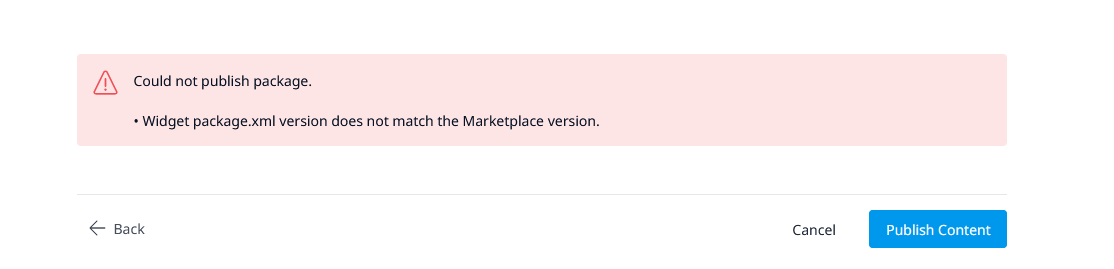 Could not publish package.
• Widget package.xml version does not match the Marketplace version.
Back
Cancel
Publish Content